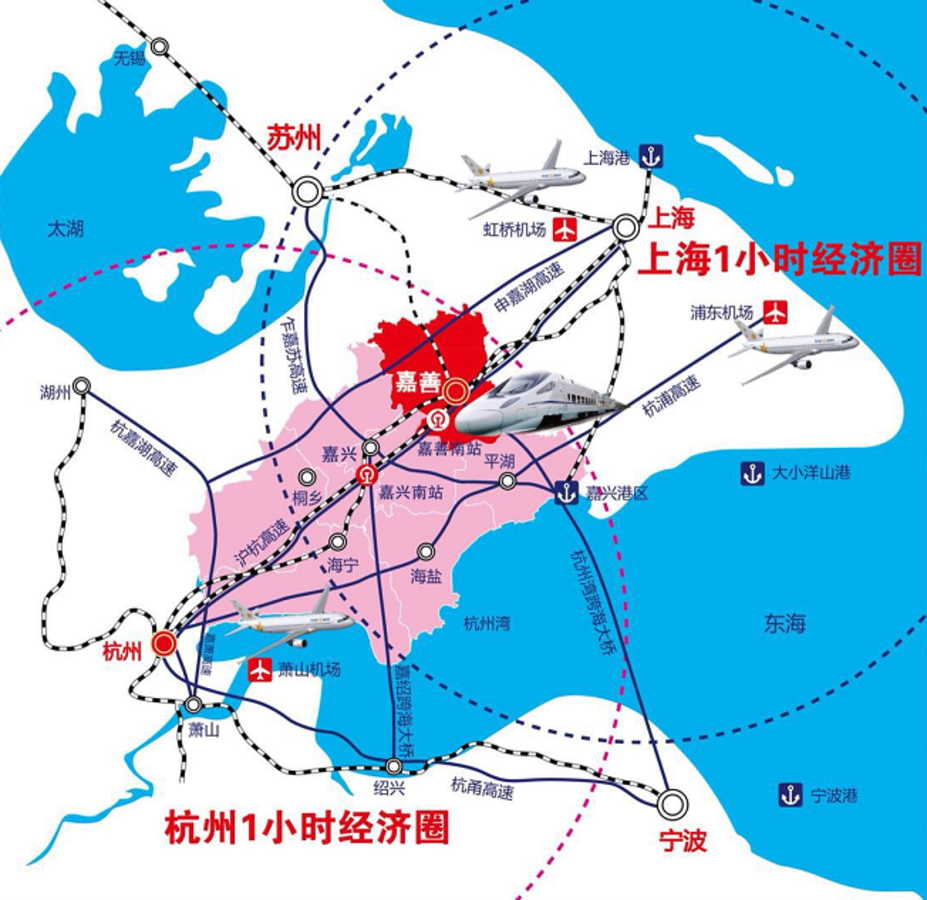 无锡
苏州
上海港
上海
虹桥机场
太湖
上海1小时经济圈
申嘉湖高速
浦东机场
乍嘉苏高速
嘉善
湖州
杭浦高速
杭嘉湖高速
嘉善南站
嘉兴
平湖
大小洋山港
桐乡
嘉兴南站
嘉兴港区
沪杭高速
海宁
海盐
杭州湾跨海大桥
杭州湾
东海
杭州
萧山机场
嘉绍跨海大桥
萧山
绍兴
杭甬高速
宁波港
杭州1小时经济圈
宁波